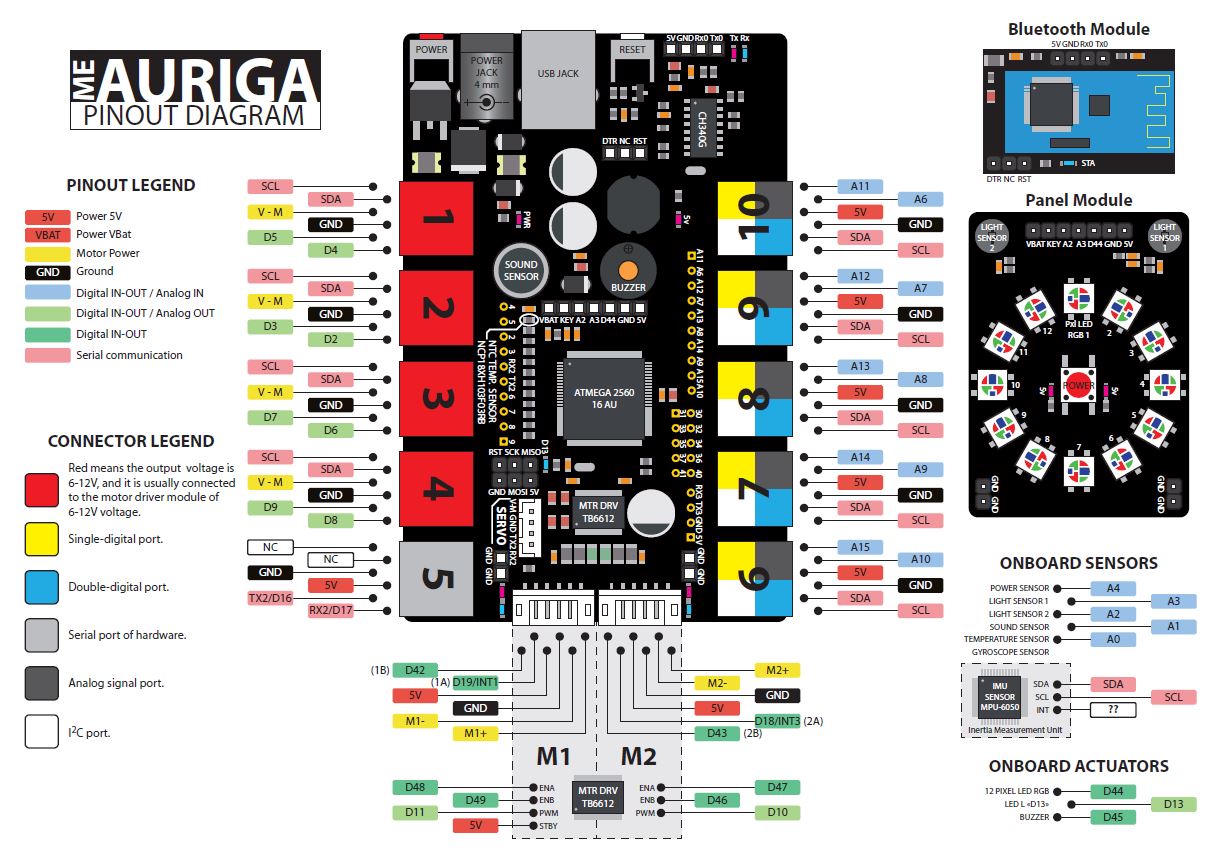 ME AURIGA
PINOUT DIAGRAM
PINOUT LEGEND
5V Power 5V
VBAT Power VBat
Motor Power
GND Ground
Digital IN-OUT / Analog IN
Digital IN-OUT / Analog OUT
Digital IN-OUT
Serial communication
CONNECTOR LEGEND
Red means the output voltage is
6-12V, and it is usually connected
to the motor driver module of
6-12V voltage.
Single-digital port.
Double-digital port.
Serial port of hardware.
Analog signal port.
I²C port.
SCL
SDA
V - M
GND
D5
D4
SCL
SDA
V - M
GND
D3
D2
SCL
SDA
V - M
GND
D7
D6
SCL
SDA
V - M
GND
D9
D8
NC
NC
GND
5V
TX2/D16
RX2/D17
1
2
3
4
5
POWER
POWER
JACK
4 mm
USB JACK
RESET
5V GND Rx0 Tx0
Tx Rx
CH340G
DTR NC RST
PWR
5v
SOUND
SENSOR
BUZZER
VBAT KEY A2 A3 D44 GND 5V
NTC TEMP. SENSOR
NCP18XH103F03RB
4 5 2 3 RX2 TX2 6 7 8 9
ATMEGA 2560
16 AU
A11 A6 A12 A7 A13 A8 A14 A9 A15 A10
D13
RST SCK MISO
GND MOSI 5V
SERVO
V-M GND TX2 RX2
MTR DRV
TB6612
RX3 TX3 GND 5V
GND GND
GND GND
10
9
8
7
6
A11
A6
5V
GND
SDA
SCL
A12
A7
5V
GND
SDA
SCL
A13
A8
5V
GND
SDA
SCL
A14
A9
5V
GND
SDA
SCL
A15
A10
5V
GND
SDA
SCL
(1B) D42
(1A) D19/INT1
5V
GND
M1-
M1+
M2+
M2-
GND
5V
D18/INT3 (2A)
D43 (2B)
M1 M2
D48 ENA
D49 ENB
D11 PWM
5V STBY
MTR DRV
TB6612
ENA D47
ENB D46
PWM D10
Bluetooth Module
5V GND Rx0 Tx0
STA
DTR NC RST
Panel Module
LIGHT
SENSOR
2
VBAT KEY A2 A3 D44 GND 5V
LIGHT
SENSOR
1
Pxl LED
RGB 1
2
3
4
5
6
7
8
9
10
11
12
5v
POWER
5v
GND GND
GND GND
ONBOARD SENSORS
POWER SENSOR A4
LIGHT SENSOR 1 A3
LIGHT SENSOR 2 A2
SOUND SENSOR A1
TEMPERATURE SENSOR A0
GYROSCOPE SENSOR
IMU
SENSOR
MPU-6050
SDA SDA
SCL SCL
INT ??
Inertia Measurement Unit
ONBOARD ACTUATORS
12 PIXEL LED RGB D44
LED L «D13» D13
BUZZER D45